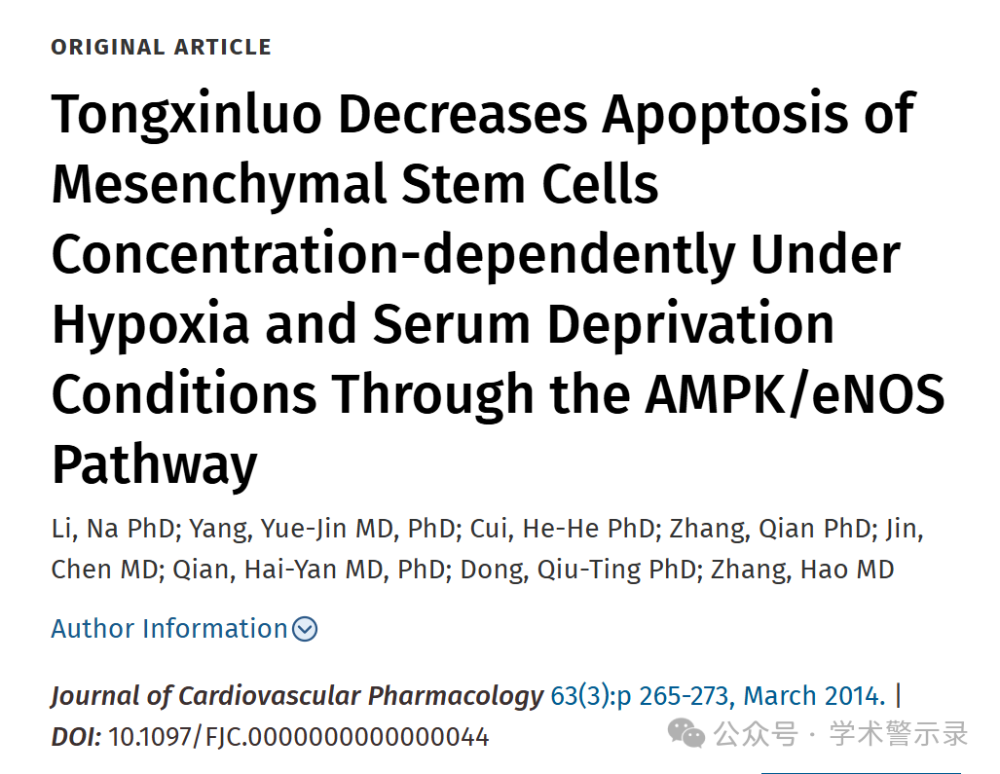 ORIGINAL ARTICLE
Tongxinluo Decreases Apoptosis of
Mesenchymal Stem Cells
Concentration-dependently Under
Hypoxia and Serum Deprivation
Conditions Through the AMPK/eNOS
Pathway
Li, Na PhD; Yang, Yue-Jin MD, PhD; Cui, He-He PhD; Zhang, Qian PhD; Jin,
Chen MD; Qian, Hai-Yan MD, PhD; Dong, Qiu-Ting PhD; Zhang, Hao MD
Author Information
Journal of Cardiovascular Pharmacology 63(3):p 265-273, March 2014. |
DOI: 10.1097/FJC.0000000000000044
公众号 · 学术警示录